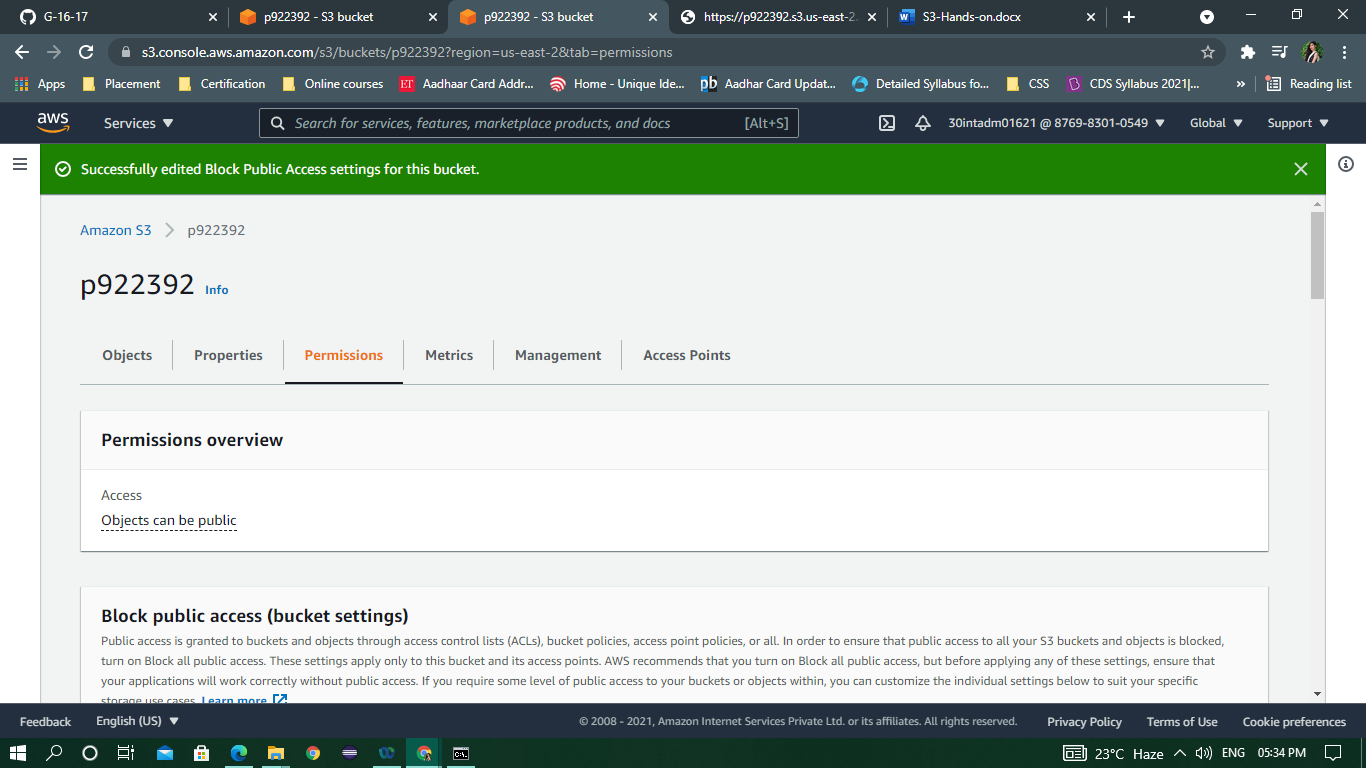 G-16-17
p922392 - S3 bucket
p922392 - S3 bucket
https://p922392.s3.us-east-2.
S3-Hands-on.docx
s3.console.aws.amazon.com/s3/buckets/p922392?region=us-east-2&tab=permissions
Apps
Placement
Certification
Online courses
ET
Aadhaar Card Addr...
Home - Unique Ide...
pb
Aadhar Card Updat...
Detailed Syllabus fo...
CSS
CDS Syllabus 2021|...
»
Reading list
aws
Services
Search for services, features, marketplace products, and docs
[Alt+S]
30intadm01621 @ 8769-8301-0549
Global
Support
Successfully edited Block Public Access settings for this bucket.
Amazon S3
p922392
p922392 Info
Objects
Properties
Permissions
Metrics
Management
Access Points
Permissions overview
Access
Objects can be public
Block public access (bucket settings)
Public access is granted to buckets and objects through access control lists (ACLs), bucket policies, access point policies, or all. In order to ensure that public access to all your S3 buckets and objects is blocked,
turn on Block all public access. These settings apply only to this bucket and its access points. AWS recommends that you turn on Block all public access, but before applying any of these settings, ensure that
your applications will work correctly without public access. If you require some level of public access to your buckets or objects within, you can customize the individual settings below to suit your specific
storage use cases. Learn more
Feedback
English (US)
© 2008 - 2021, Amazon Internet Services Private Ltd. or its affiliates. All rights reserved.
Privacy Policy
Terms of Use
Cookie preferences
23°C Haze
ENG
05:34 PM